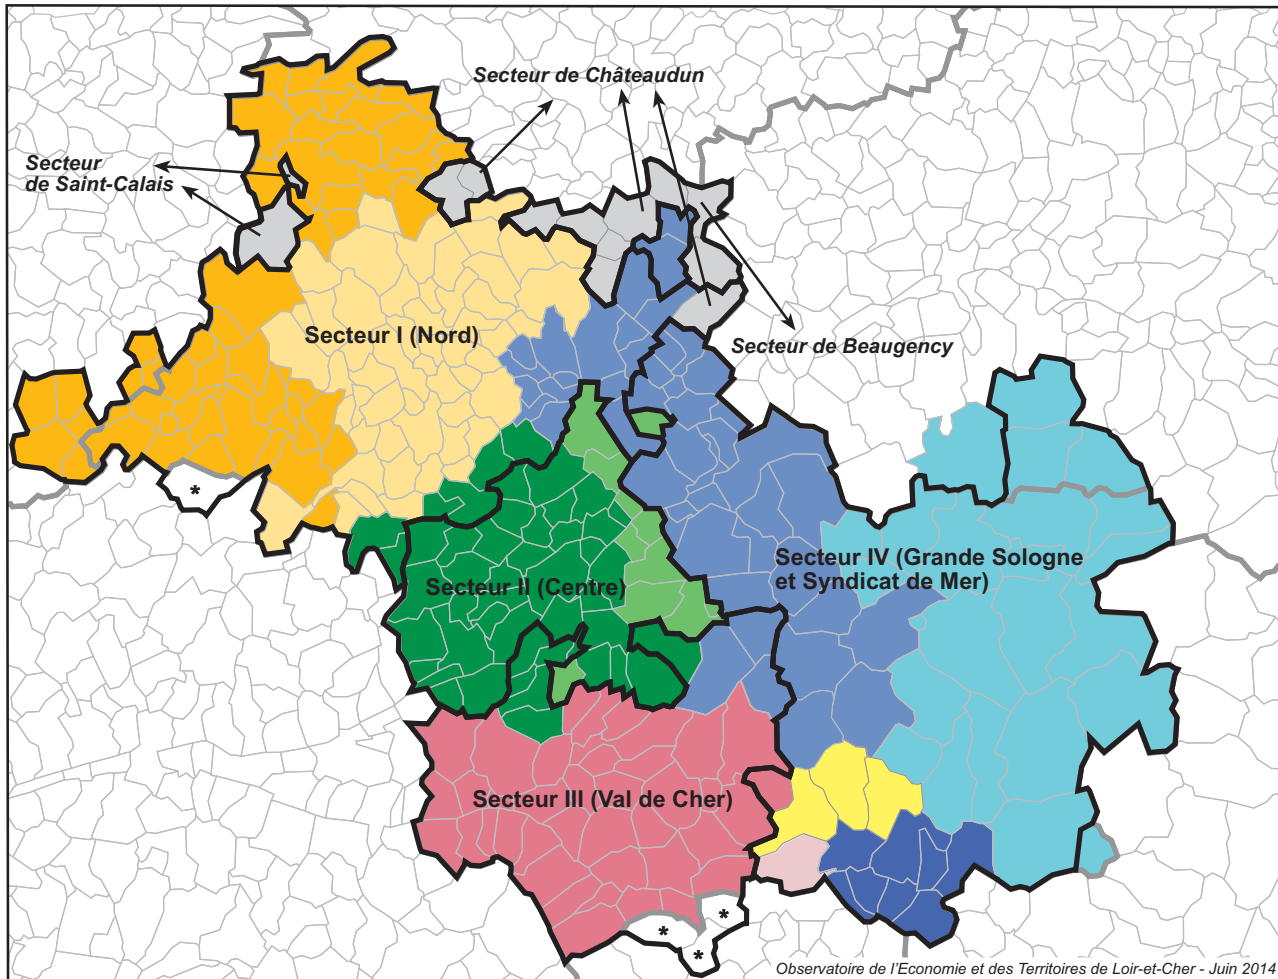 Secteur de Châteaudun
Secteur
de Saint-Calais
Secteur I (Nord)
Secteur de Beaugency
*
Secteur IV (Grande Sologne
et Syndicat de Mer)
Secteur II (Centre)
Secteur III (Val de Cher)
*
*
*
Observatoire de l'Economie et des Territoires de Loir-et-Cher - Juin 2014